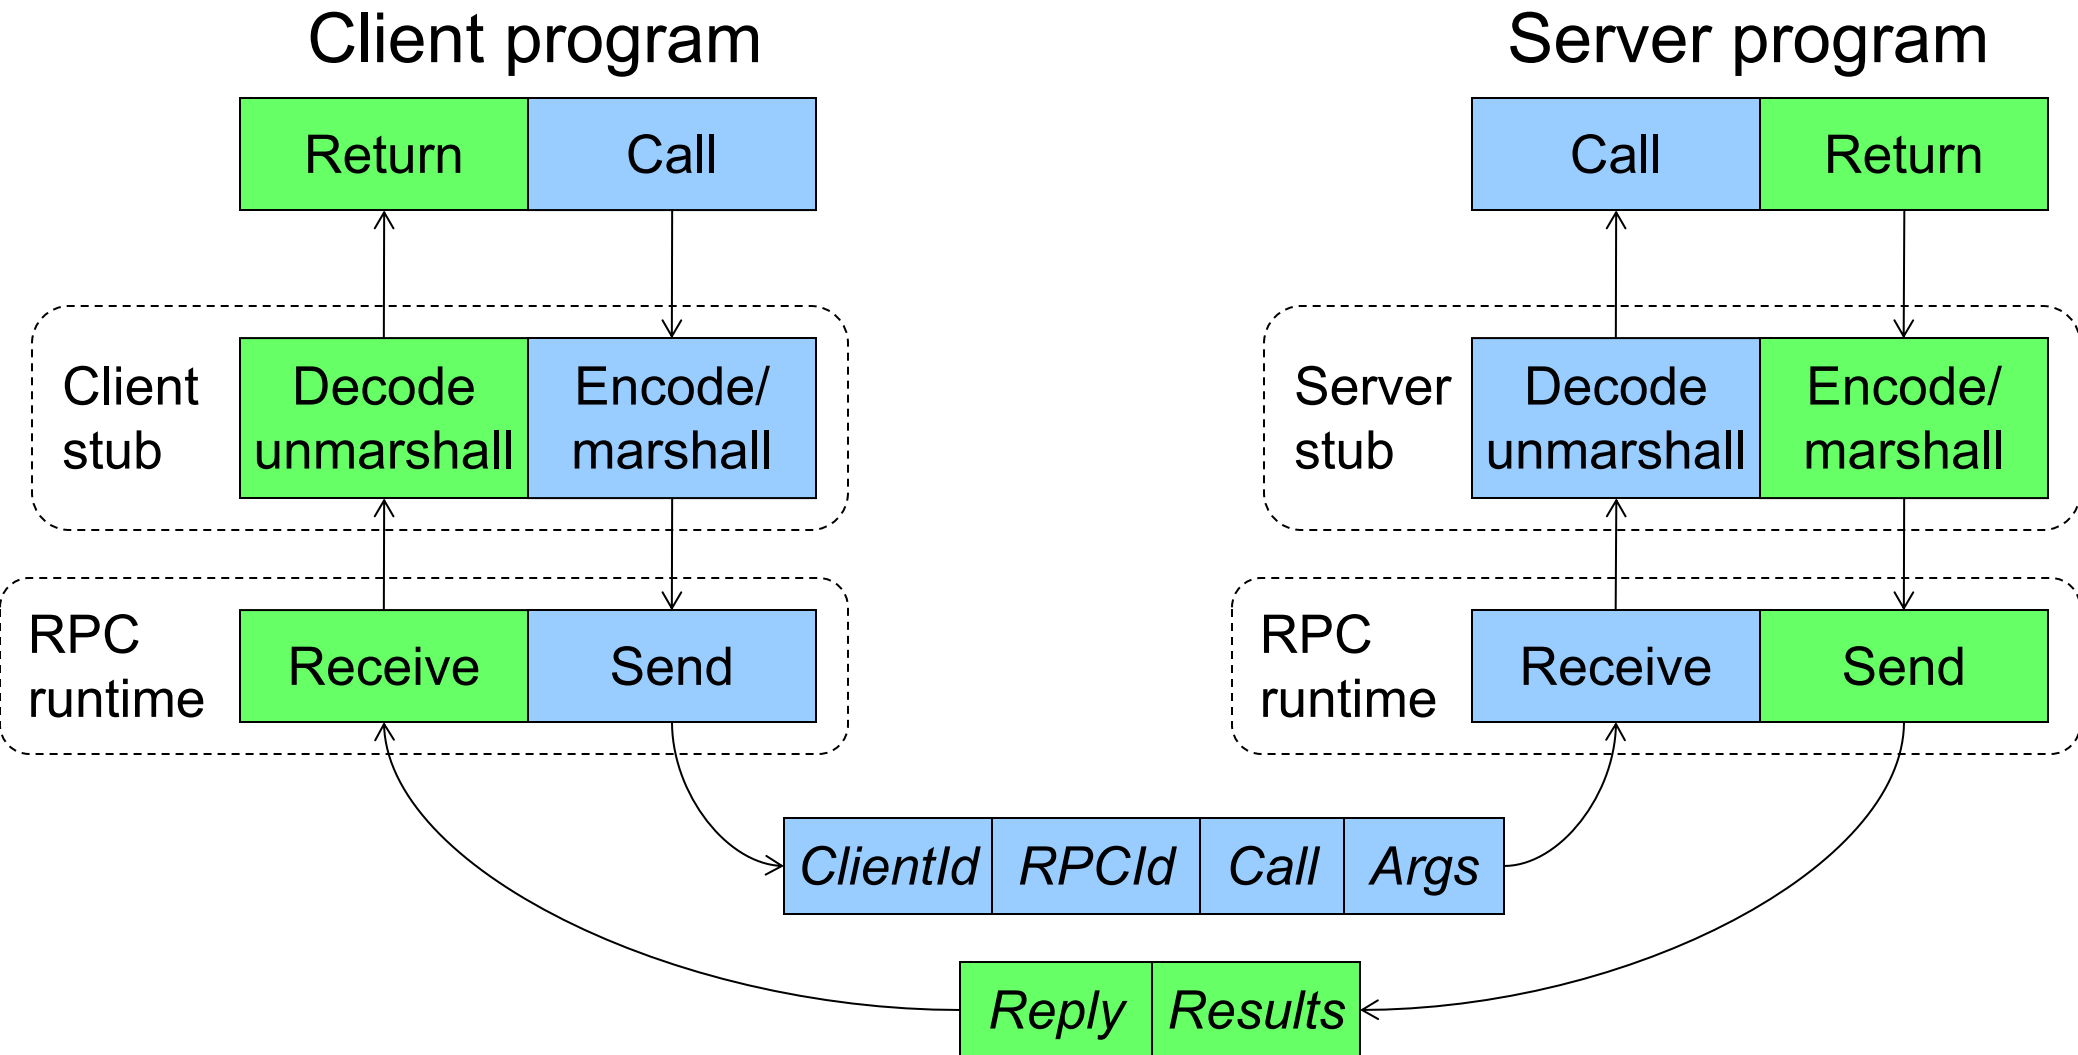 Client program
Server program
Return
Call
Call
Return
Client
stub
Decode
unmarshall
Encode/
marshall
Server
stub
Decode
unmarshall
Encode/
marshall
RPC
runtime
Receive
Send
RPC
runtime
Receive
Send
ClientId
RPCId
Call
Args
Reply
Results